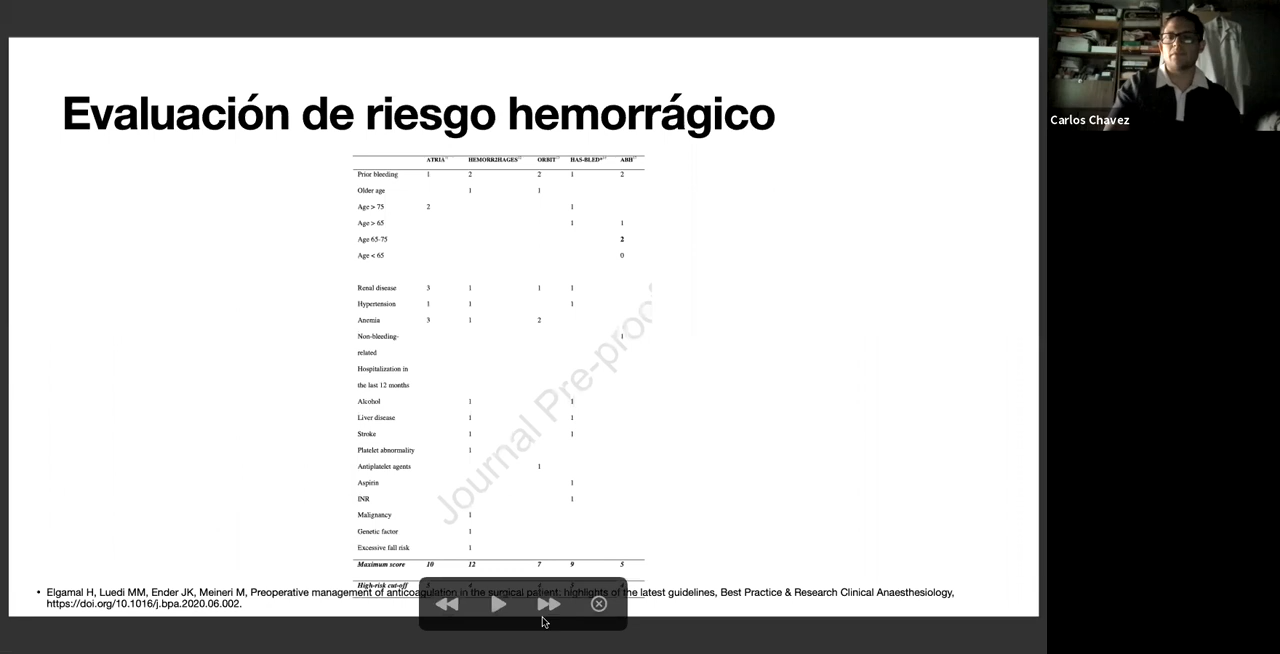 Evaluación de riesgo hemorrágico
ATRIA HEMORR2HAGES ORBIT HAS-BLED* ABH
Prior bleeding 1 2 2 1 2
Older age 1 1
Age > 75 2 1
Age > 65 1 1
Age 65-75 2
Age < 65 0
Renal disease 3 1 1 1
Hypertension 1 1 1
Anemia 3 1 2
Non-bleeding- 1
related
Hospitalization in
the last 12 months
Alcohol 1 1
Liver disease 1 1
Stroke 1 1
Platelet abnormality 1
Antiplatelet agents 1
Aspirin 1
INR 1
Malignancy 1
Genetic factor 1
Excessive fall risk 1
Maximum score 10 12 7 9 5
High-risk cut-off
Journal Pre-proo
• Elgamal H, Luedi MM, Ender JK, Meineri M, Preoperative management of anticoagulation in the surgical patient: highlights of the latest guidelines, Best Practice & Research Clinical Anaesthesiology,
https://doi.org/10.1016/j.bpa.2020.06.002.
Carlos Chavez